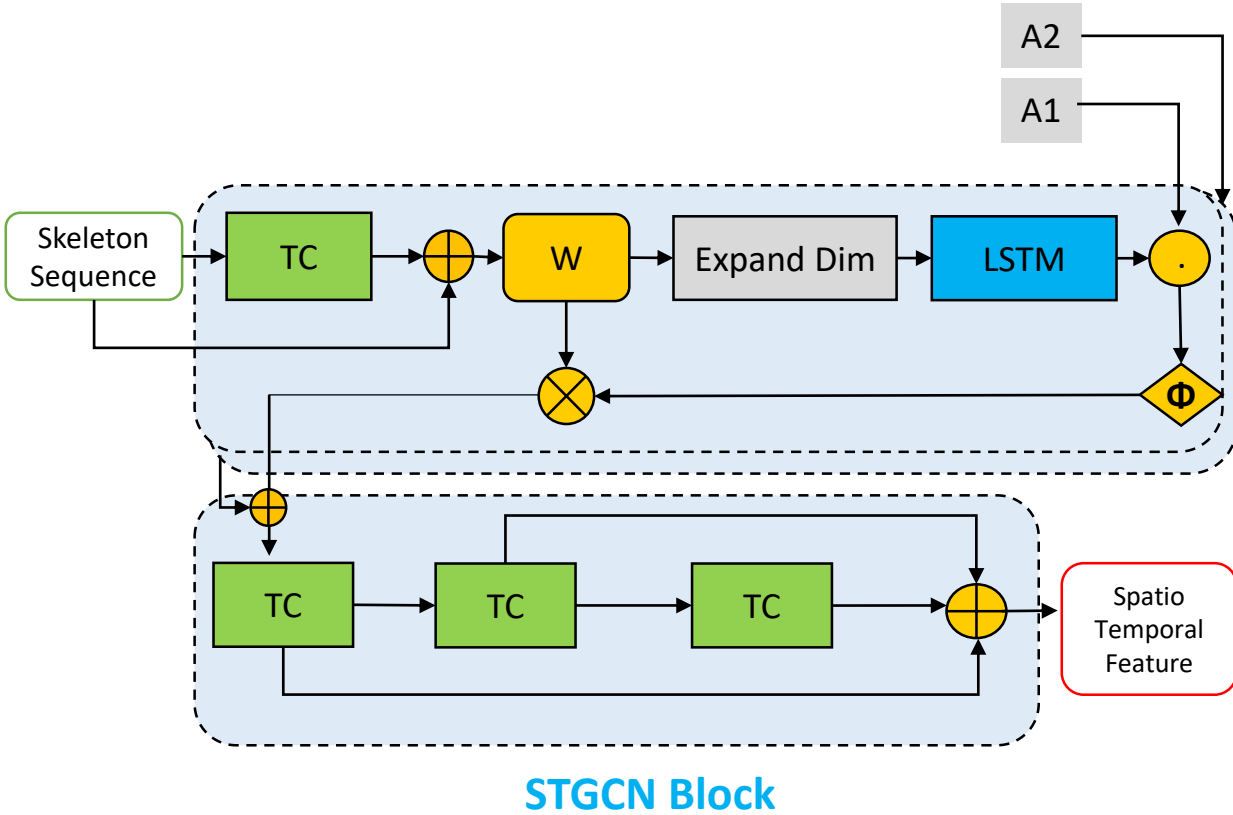 A2
A1
Skeleton
Sequence
TC
W
Expand Dim
LSTM
.
Φ
TC
TC
TC
Spatio
Temporal
Feature
STGCN Block